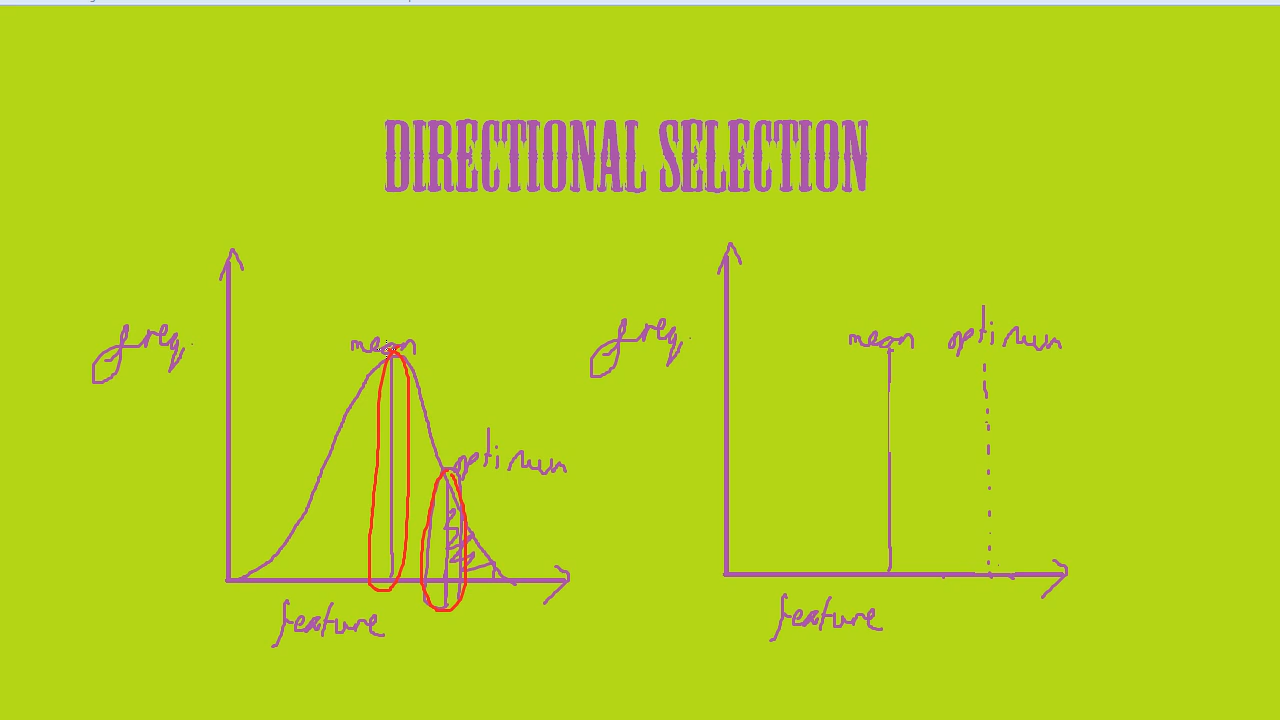 DIRECTIONAL SELECTION
freq.
mean
optimum
feature
freq.
mean optimum
feature